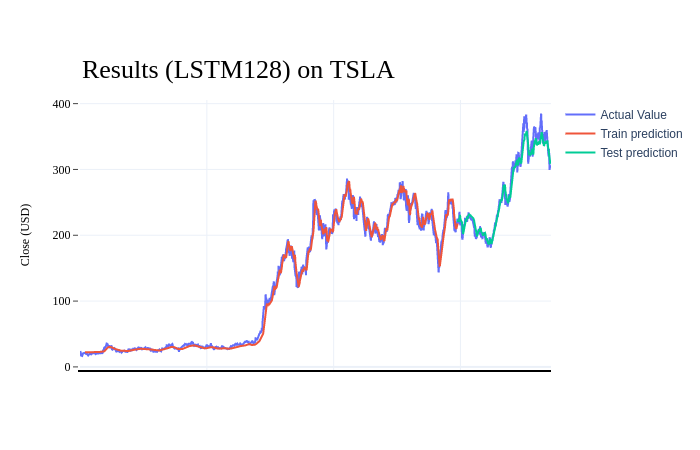 Results (LSTM128) on TSLA
400
300
200
100
0
Close (USD)
Actual Value
Train prediction
Test prediction